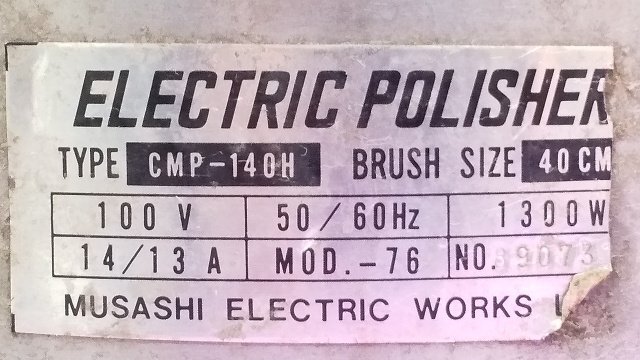 ELECTRIC POLISHER
TYPE CMP-140H BRUSH SIZE 40CM
100 V 50/60Hz 1300W
14/13 A MOD.-76 NO.
MUSASHI ELECTRIC WORKS